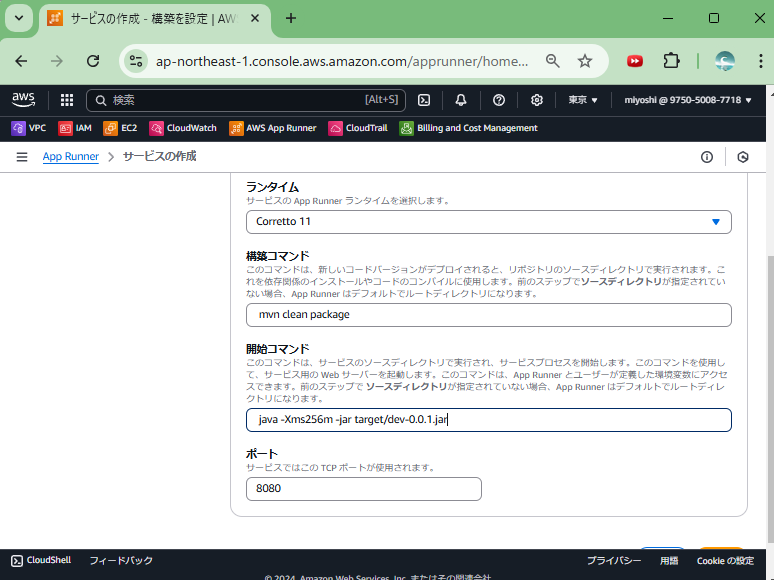 サービスの作成 - 構築を設定 | AW
ap-northeast-1.console.aws.amazon.com/apprunner/home...
aws
検索
[Alt+S]
東京 ▼
miyoshi @ 9750-5008-7718 ▼
VPC
IAM
EC2
CloudWatch
AWS App Runner
CloudTrail
Billing and Cost Management
App Runner
サービスの作成
ランタイム
サービスの App Runner ランタイムを選択します。
Corretto 11
構築コマンド
このコマンドは、新しいコードバージョンがデプロイされると、リポジトリのソースディレクトリで実行されます。こ
れを依存関係のインストールやコードのコンパイルに使用します。前のステップでソースディレクトリが指定されてい
ない場合、App Runner はデフォルトでルートディレクトリになります。
mvn clean package
開始コマンド
このコマンドは、サービスのソースディレクトリで実行され、サービスプロセスを開始します。このコマンドを使用し
て、サービス用の Web サーバーを起動します。このコマンドは、App Runner とユーザーが定義した環境変数にアクセ
スできます。前のステップで ソースディレクトリが指定されていない場合、App Runner はデフォルトでルートディレ
クトリになります。
java -Xms256m -jar target/dev-0.0.1.jar
ポート
サービスではこの TCP ポートが使用されます。
8080
CloudShell
フィードバック
プライバシー
用語
Cookie の設定
© 2024, Amazon Web Services, Inc. またはその関連会社